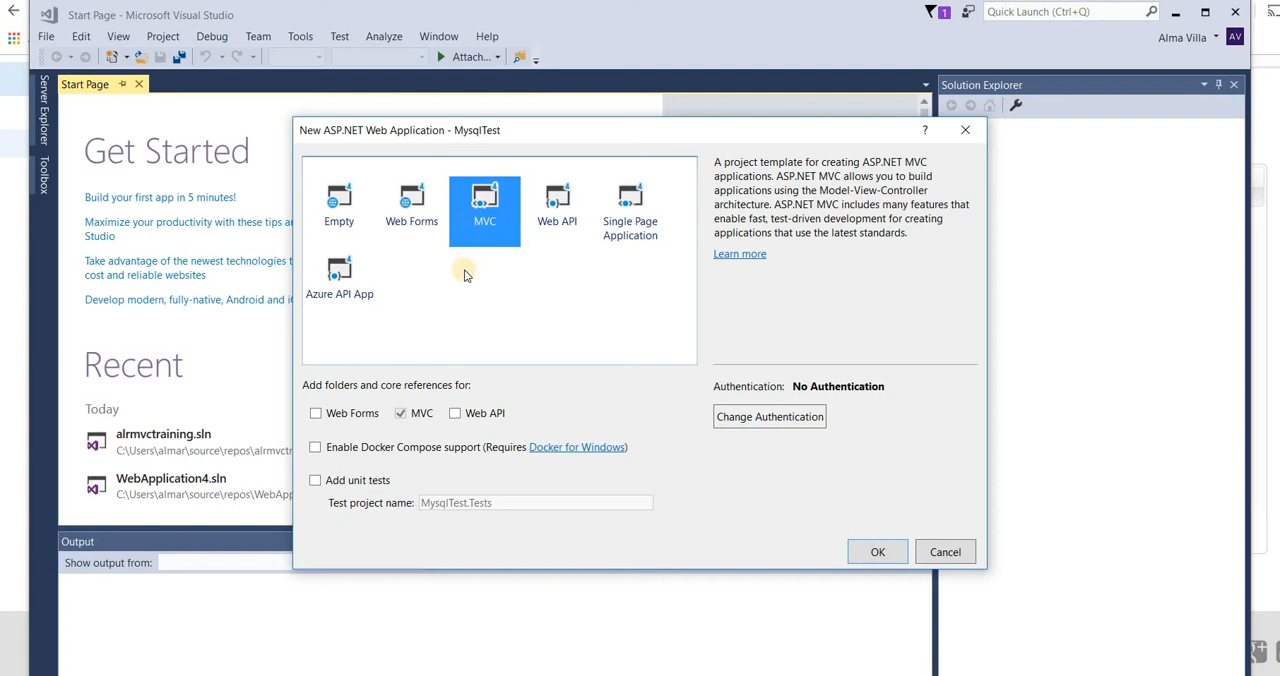 Start Page - Microsoft Visual Studio
1
Quick Launch (Ctrl+Q)
File Edit View Project Debug Team Tools Test Analyze Window Help
Alma Villa AV
Attach...
Server Explorer
Toolbox
Start Page
Solution Explorer
Get Started
Build your first app in 5 minutes!
Maximize your productivity with these tips a
Studio
Take advantage of the newest technologies t
cost and reliable websites
Develop modern, fully-native, Android and i
Recent
Today
alrmvctraining.sln
C:\Users\almar\source\repos\alrmvct
WebApplication4.sln
C:\Users\almar\source\repos\WebAp
Output
Show output from:
New ASP.NET Web Application - MysqlTest
?
Empty
Web Forms
MVC
Web API
Single Page
Application
Azure API App
A project template for creating ASP.NET MVC
applications. ASP.NET MVC allows you to build
applications using the Model-View-Controller
architecture. ASP.NET MVC includes many features that
enable fast, test-driven development for creating
applications that use the latest standards.
Learn more
Add folders and core references for:
Web Forms MVC Web API
Enable Docker Compose support (Requires Docker for Windows)
Add unit tests
Test project name: MysqlTest.Tests
Authentication: No Authentication
Change Authentication
OK
Cancel